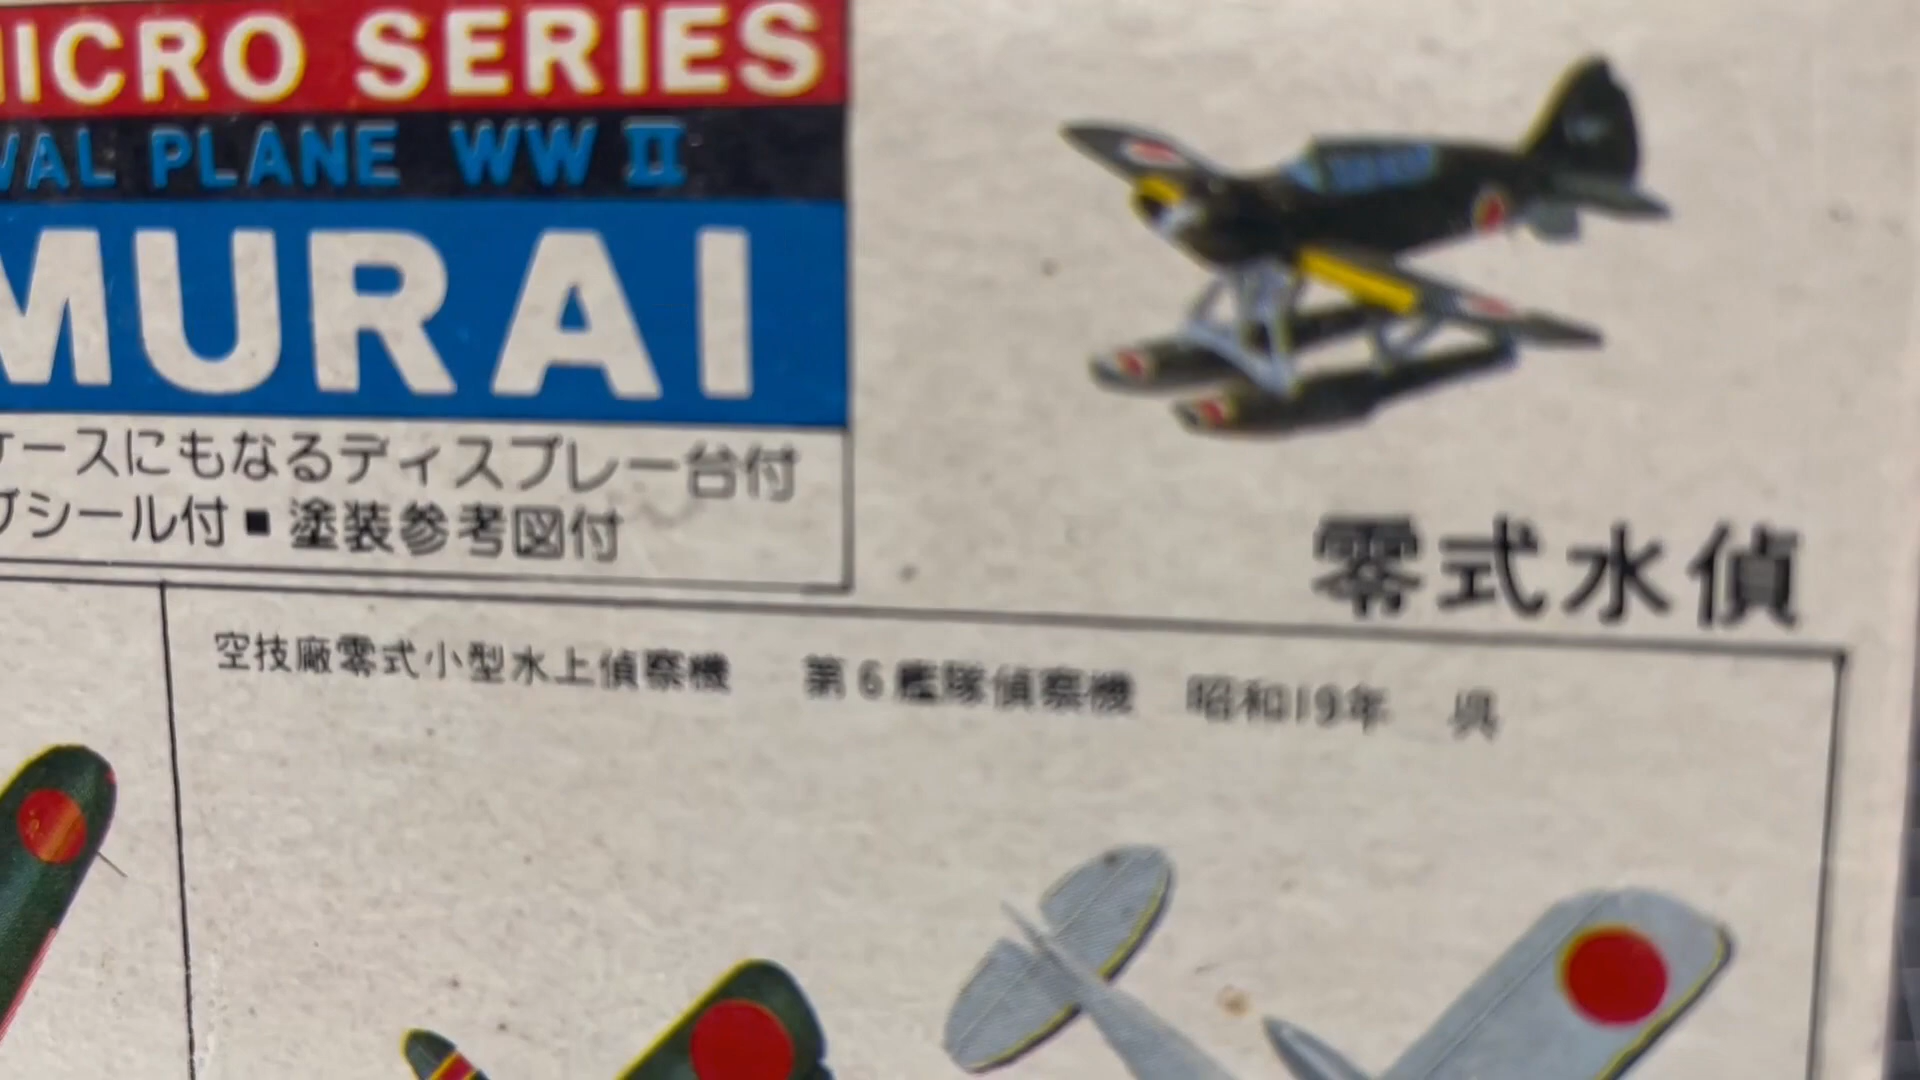 MICRO SERIES
VAL PLANE WW II
MURAI
ケースにもなるディスプレー台付
グシール付■塗装参考図付
零式水偵
空技廠零式小型水上偵察機 第6艦隊偵察機 昭和19年 呉